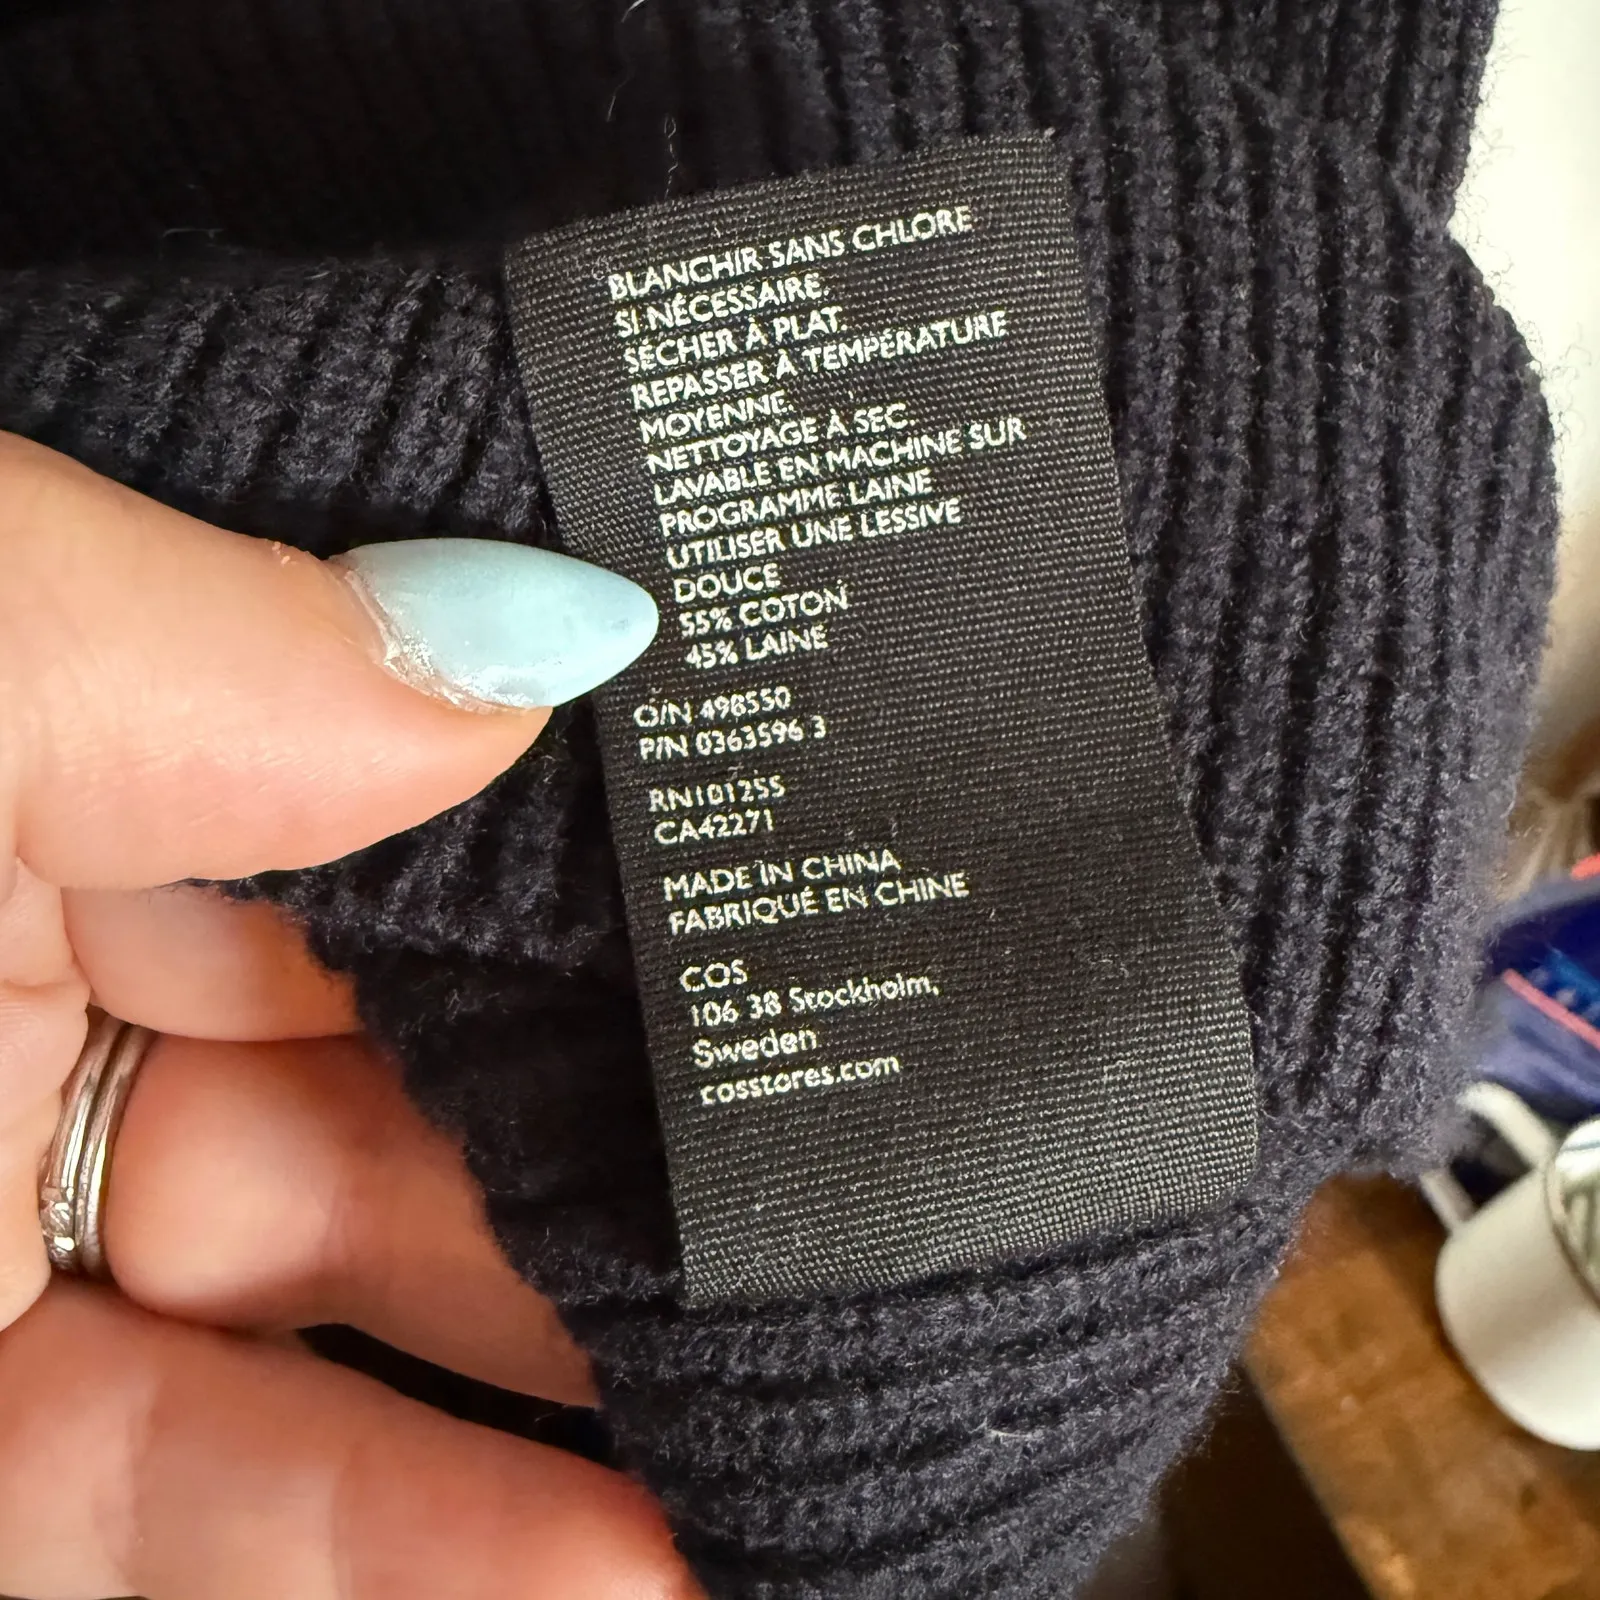 BLANCHIR SANS CHLORE
SI NÉCESSAIRE.
SÉCHER À PLAT.
REPASSER À TEMPÉRATURE
MOYENNE.
NETTOYAGE À SEC.
LAVABLE EN MACHINE SUR
PROGRAMME LAINE
UTILISER UNE LESSIVE
DOUCE
55% COTON
45% LAINE
O/N 498550
P/N 0363596 3
RN101255
CA42271
MADE IN CHINA
FABRIQUÉ EN CHINE
COS
106 38 Stockholm,
Sweden
cosstores.com